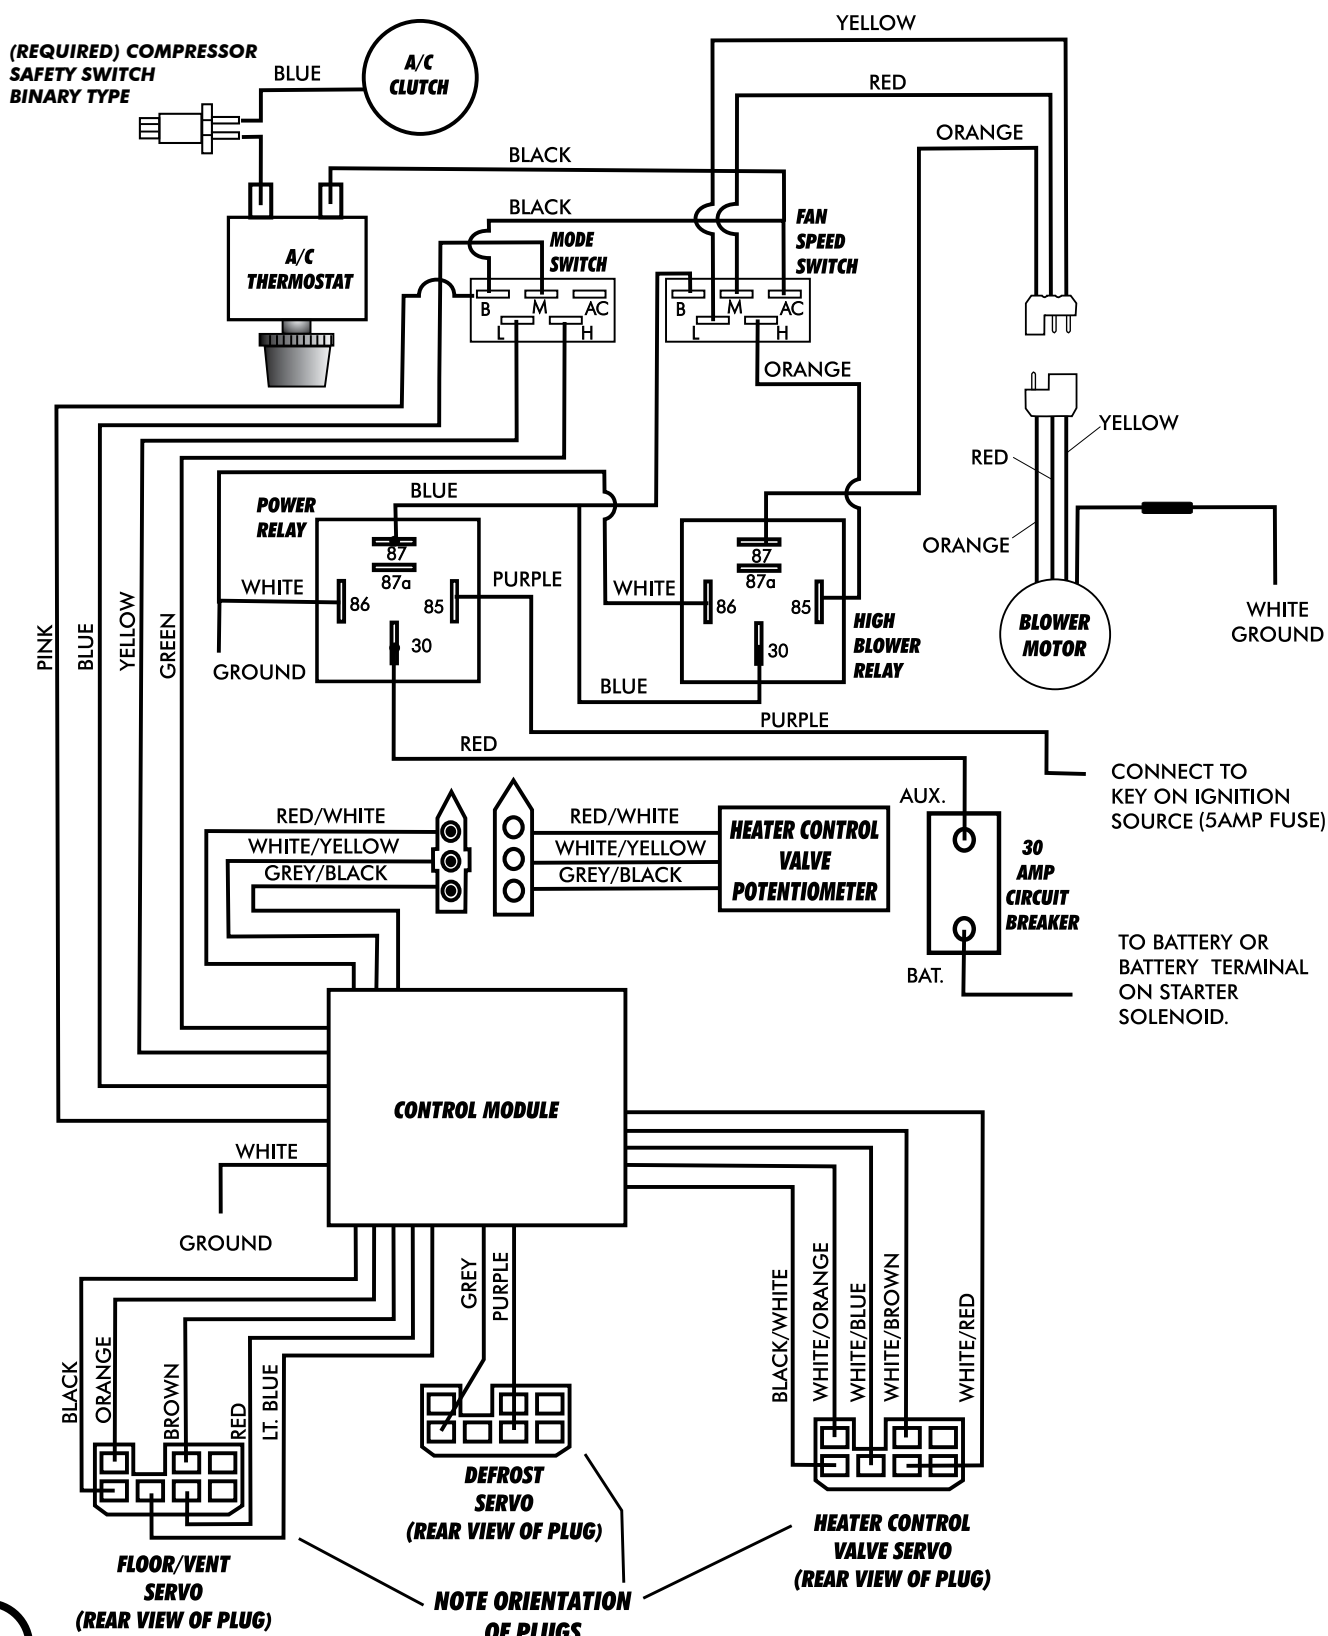 YELLOW
(REQUIRED) COMPRESSOR
SAFETY SWITCH
BINARY TYPE
BLUE
A/C
CLUTCH
RED
ORANGE
BLACK
BLACK
FAN
SPEED
SWITCH
MODE
SWITCH
A/C
THERMOSTAT
B
M
AC
L
H
B
M
AC
L
H
ORANGE
YELLOW
RED
ORANGE
BLUE
POWER
RELAY
87
87a
86
85
30
WHITE
PURPLE
WHITE
87
87a
86
85
30
HIGH
BLOWER
RELAY
BLOWER
MOTOR
WHITE
GROUND
PINK
BLUE
YELLOW
GREEN
GROUND
BLUE
PURPLE
RED
CONNECT TO
KEY ON IGNITION
SOURCE (5AMP FUSE)
AUX.
RED/WHITE
WHITE/YELLOW
GREY/BLACK
RED/WHITE
WHITE/YELLOW
GREY/BLACK
HEATER CONTROL
VALVE
POTENTIOMETER
30
AMP
CIRCUIT
BREAKER
BAT.
TO BATTERY OR
BATTERY TERMINAL
ON STARTER
SOLENOID.
CONTROL MODULE
WHITE
GROUND
BLACK
ORANGE
BROWN
RED
LT. BLUE
GREY
PURPLE
BLACK/WHITE
WHITE/ORANGE
WHITE/BLUE
WHITE/BROWN
WHITE/RED
DEFROST
SERVO
(REAR VIEW OF PLUG)
HEATER CONTROL
VALVE SERVO
(REAR VIEW OF PLUG)
FLOOR/VENT
SERVO
(REAR VIEW OF PLUG)
NOTE ORIENTATION
OF PLUGS